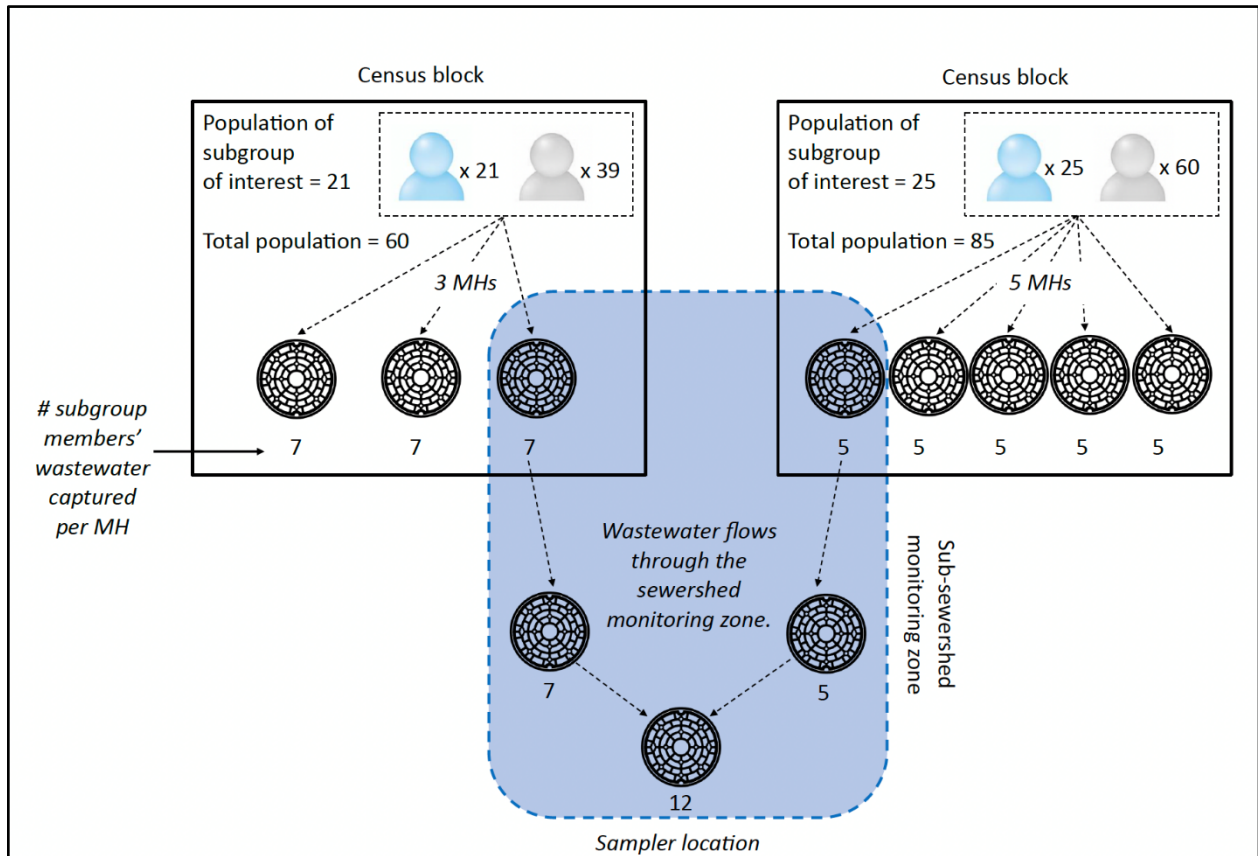 Census block
Population of
subgroup
of interest = 21
x 21
x 39
Total population = 60
3 MHs
7
7
7
Census block
Population of
subgroup
of interest = 25
x 25
x 60
Total population = 85
5 MHs
5
5
5
5
5
# subgroup
members’
wastewater
captured
per MH
Wastewater flows
through the
sewershed
monitoring zone.
Sub-sewershed
monitoring zone
7
5
12
Sampler location